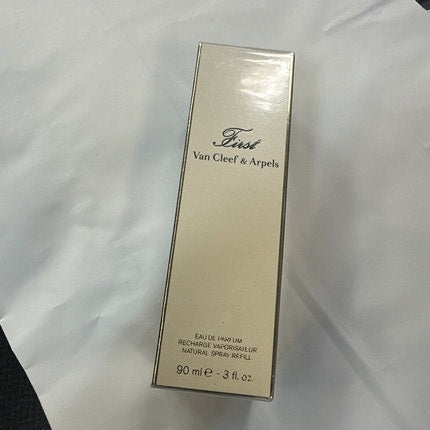 First
Van Cleef & Arpels
EAU DE PARFUM
RECHARGE VAPORISATEUR
NATURAL SPRAY REFILL
90 ml ℮ - 3 fl. oz.